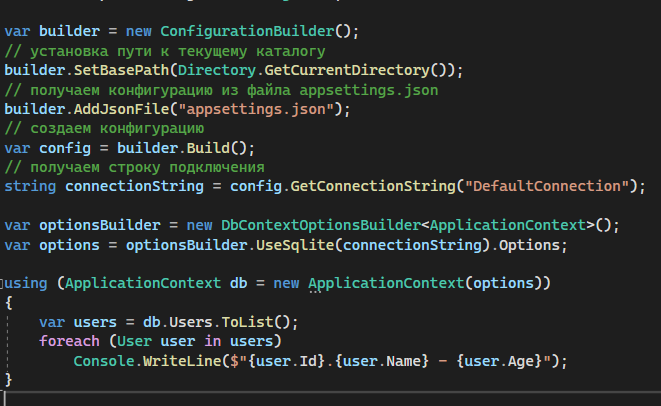 var builder = new ConfigurationBuilder();
// установка пути к текущему каталогу
builder.SetBasePath(Directory.GetCurrentDirectory());
// получаем конфигурацию из файла appsettings.json
builder.AddJsonFile("appsettings.json");
// создаем конфигурацию
var config = builder.Build();
// получаем строку подключения
string connectionString = config.GetConnectionString("DefaultConnection");

var optionsBuilder = new DbContextOptionsBuilder<ApplicationContext>();
var options = optionsBuilder.UseSqlite(connectionString).Options;

using (ApplicationContext db = new ApplicationContext(options))
{
    var users = db.Users.ToList();
    foreach (User user in users)
        Console.WriteLine($"{user.Id}.{user.Name} - {user.Age}");
}